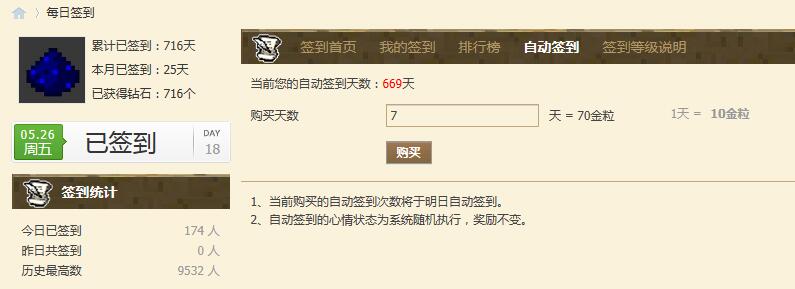 每日签到
累计已签到：716天
本月已签到：25天
已获得钻石：716个
05.26
周五
已签到
DAY
18
签到统计
今日已签到 174 人
昨日共签到 0 人
历史最高数 9532 人
签到首页 我的签到 排行榜 自动签到 签到等级说明
当前您的自动签到天数：669天
购买天数 7 天 = 70金粒 1天 = 10金粒
购买
1、当前购买的自动签到次数将于明日自动签到。
2、自动签到的心情状态为系统随机执行，奖励不变。